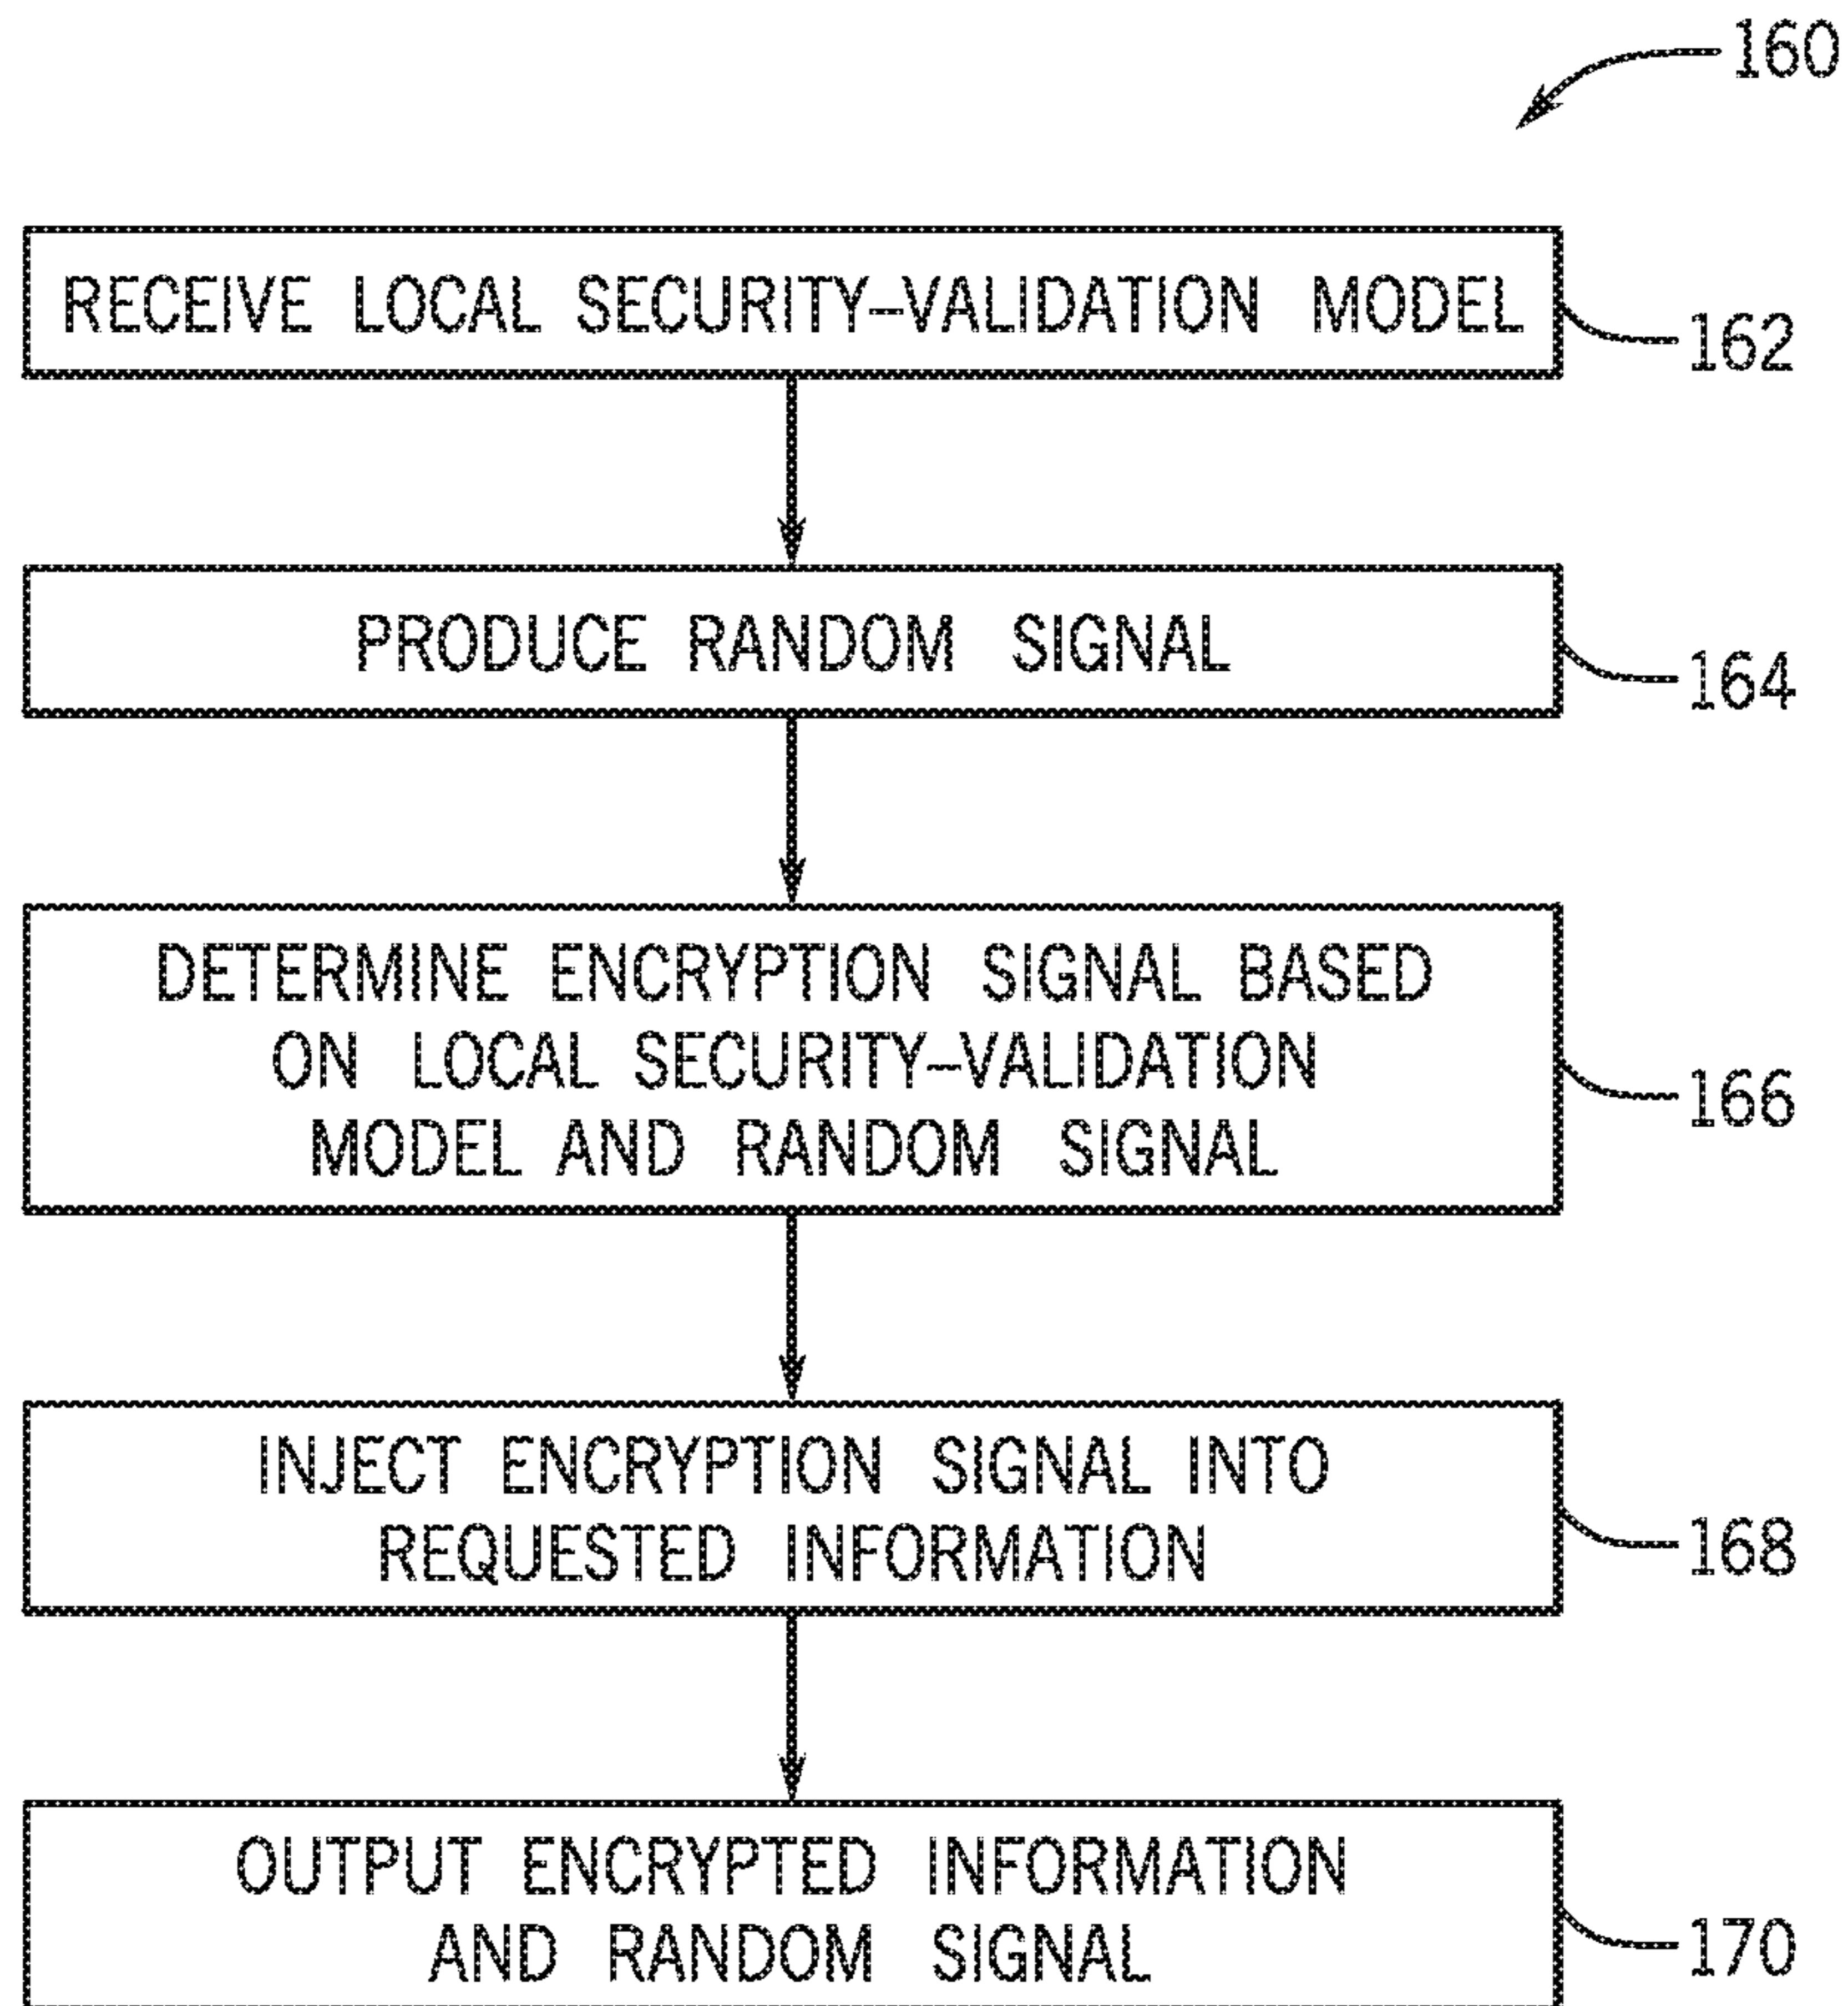 160
RECEIVE LOCAL SECURITY-VALIDATION MODEL
162
PRODUCE RANDOM SIGNAL
164
DETERMINE ENCRYPTION SIGNAL BASED
ON LOCAL SECURITY-VALIDATION
MODEL AND RANDOM SIGNAL
166
INJECT ENCRYPTION SIGNAL INTO
REQUESTED INFORMATION
168
OUTPUT ENCRYPTED INFORMATION
AND RANDOM SIGNAL
170